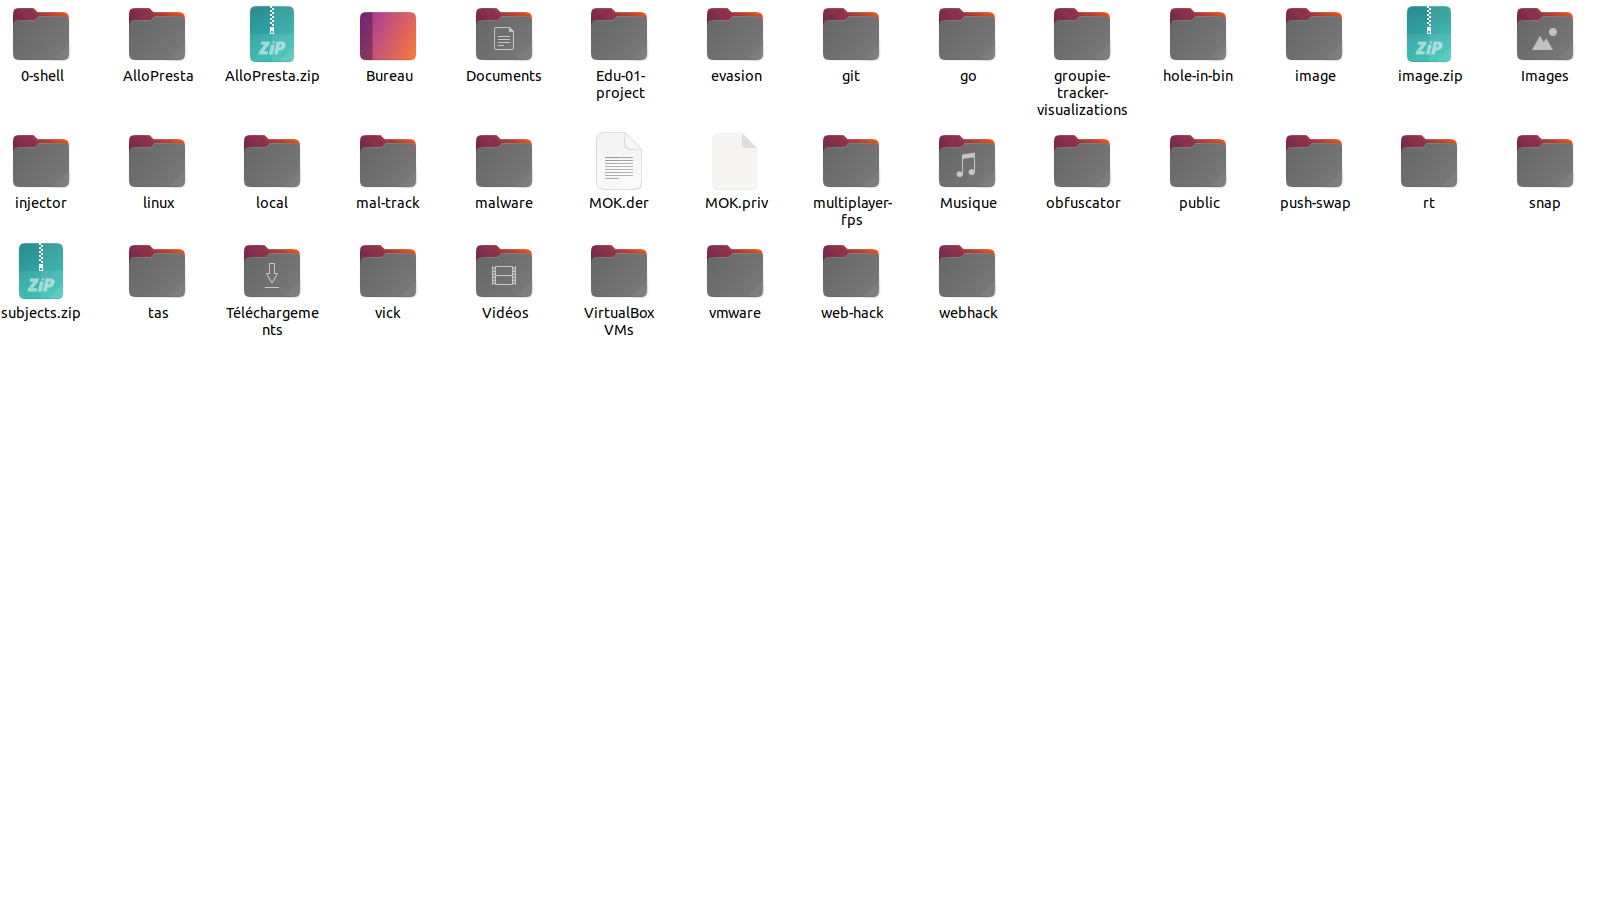 0-shell
AlloPresta
ZiP
AlloPresta.zip
Bureau
Documents
Edu-01-
project
evasion
git
go
groupie-
tracker-
visualizations
hole-in-bin
image
ZiP
image.zip
Images
injector
linux
local
mal-track
malware
MOK.der
MOK.priv
multiplayer-
fps
Musique
obfuscator
public
push-swap
rt
snap
ZiP
subjects.zip
tas
Téléchargeme
nts
vick
Vidéos
VirtualBox
VMs
vmware
web-hack
webhack